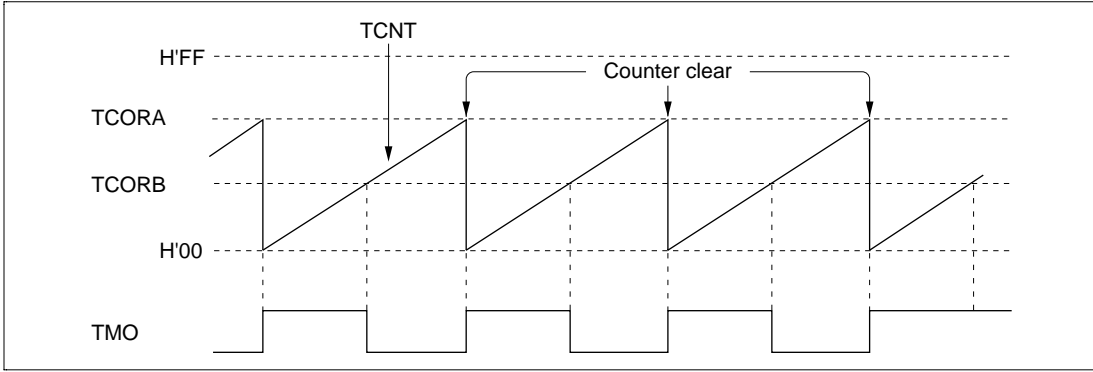 TCNT
H'FF
Counter clear
TCORA
TCORB
H'00
TMO